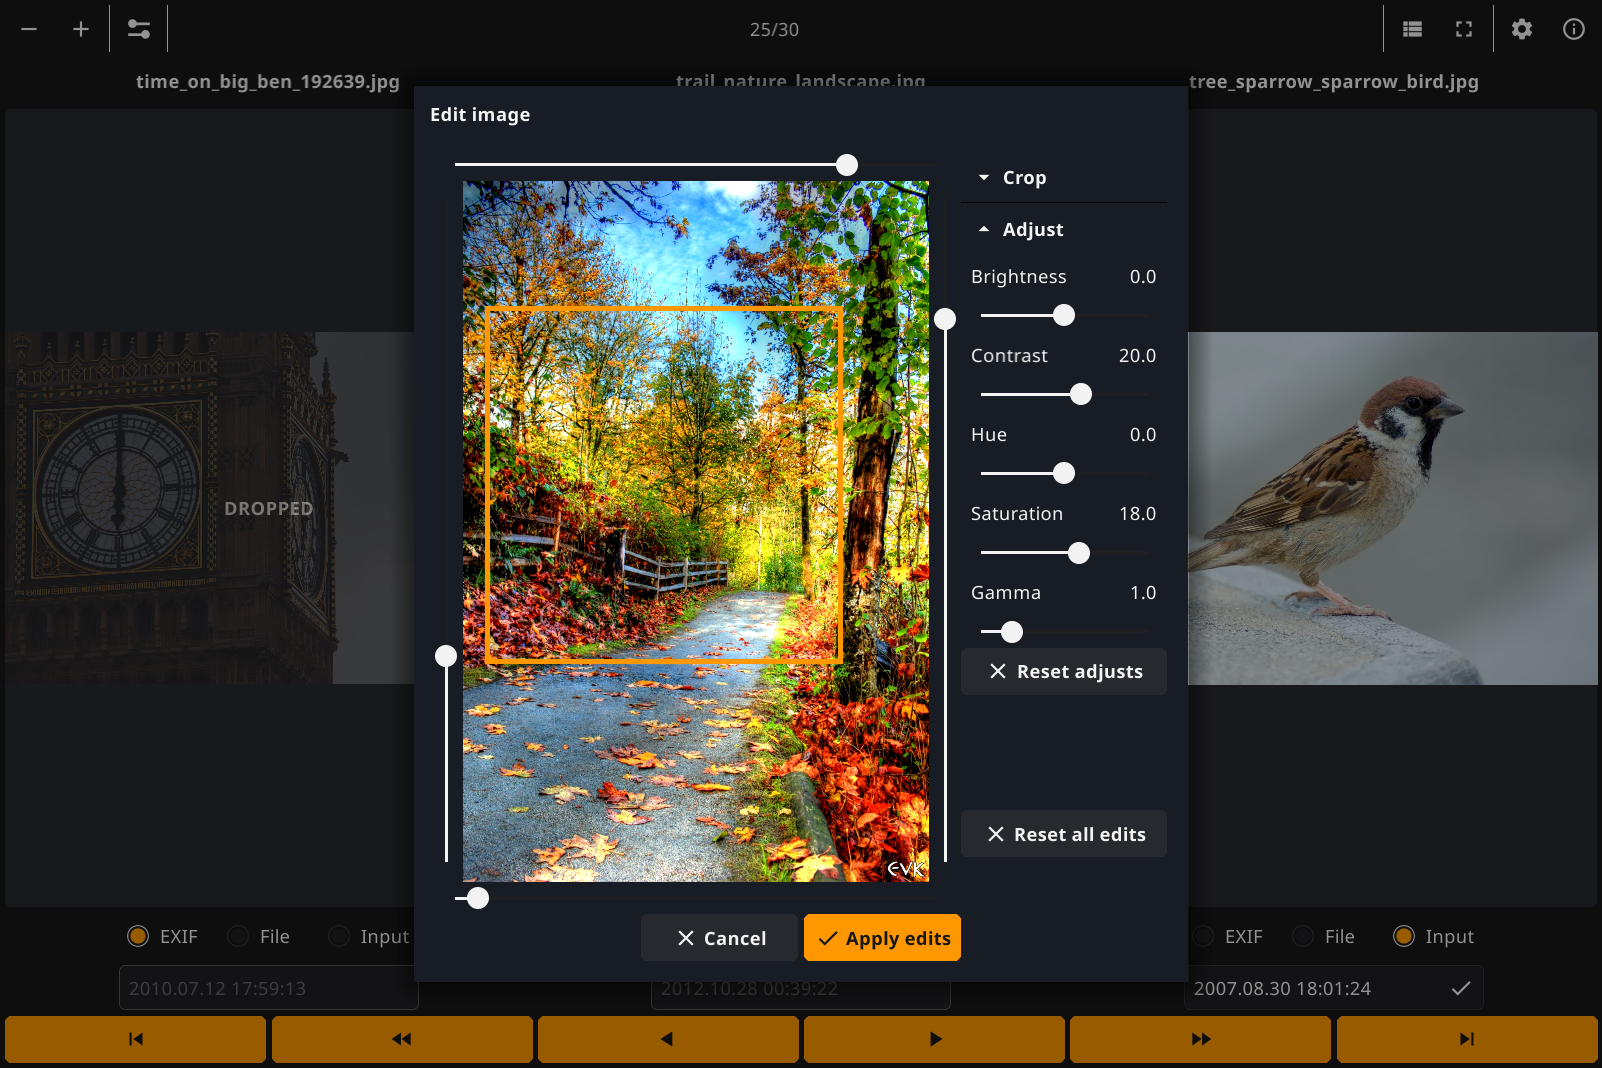 25/30
time_on_big_ben_192639.jpg
trail_nature_landscape.jpg
tree_sparrow_sparrow_bird.jpg
Edit image
Crop
Adjust
Brightness 0.0
Contrast 20.0
Hue 0.0
Saturation 18.0
Gamma 1.0
Reset adjusts
Reset all edits
DROPPED
EVK
Cancel
Apply edits
EXIF File Input
EXIF File Input
2010.07.12 17:59:13
2012.10.28 00:39:22
2007.08.30 18:01:24